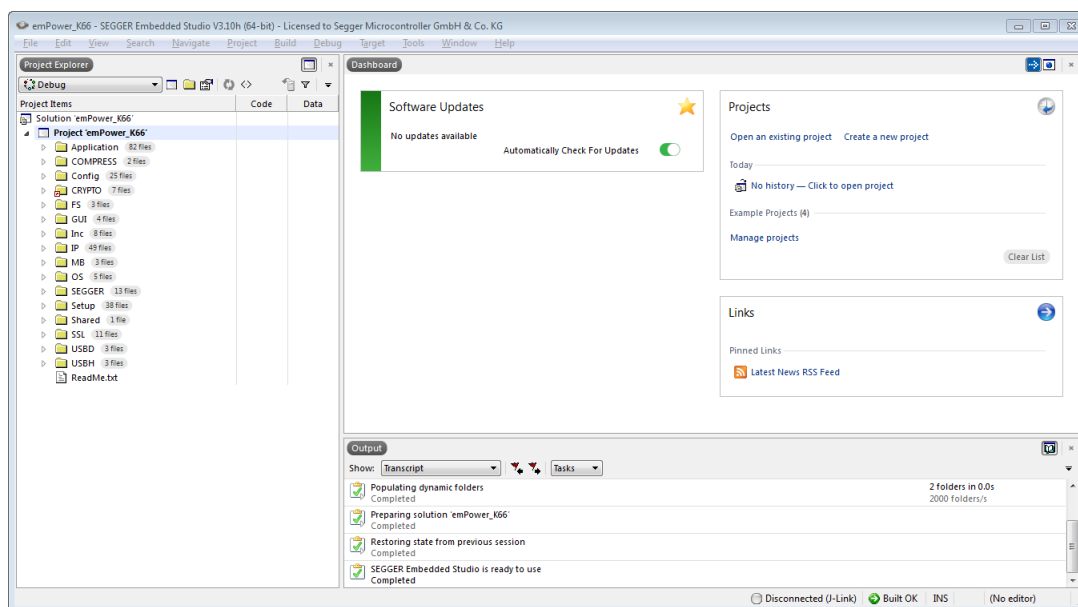 emPower_K66 - SEGGER Embedded Studio V3.10h (64-bit) - Licensed to Segger Microcontroller GmbH & Co. KG
File Edit View Search Navigate Project Build Debug Target Tools Window Help
Project Explorer
Debug
Project Items Code Data
Solution 'emPower_K66'
Project 'emPower_K66'
Application 82 files
COMPRESS 2 files
Config 25 files
CRYPTO 7 files
FS 3 files
GUI 4 files
Inc 8 files
IP 49 files
MB 3 files
OS 5 files
SEGGER 13 files
Setup 38 files
Shared 1 file
SSL 11 files
USBD 3 files
USBH 3 files
ReadMe.txt
Dashboard
Software Updates
No updates available
Automatically Check For Updates
Projects
Open an existing project Create a new project
Today
No history — Click to open project
Example Projects (4)
Manage projects
Clear List
Links
Pinned Links
Latest News RSS Feed
Output
Show: Transcript Tasks
Populating dynamic folders 2 folders in 0.0s
Completed 2000 folders/s
Preparing solution 'emPower_K66'
Completed
Restoring state from previous session
Completed
SEGGER Embedded Studio is ready to use
Completed
Disconnected (J-Link) Built OK INS (No editor)